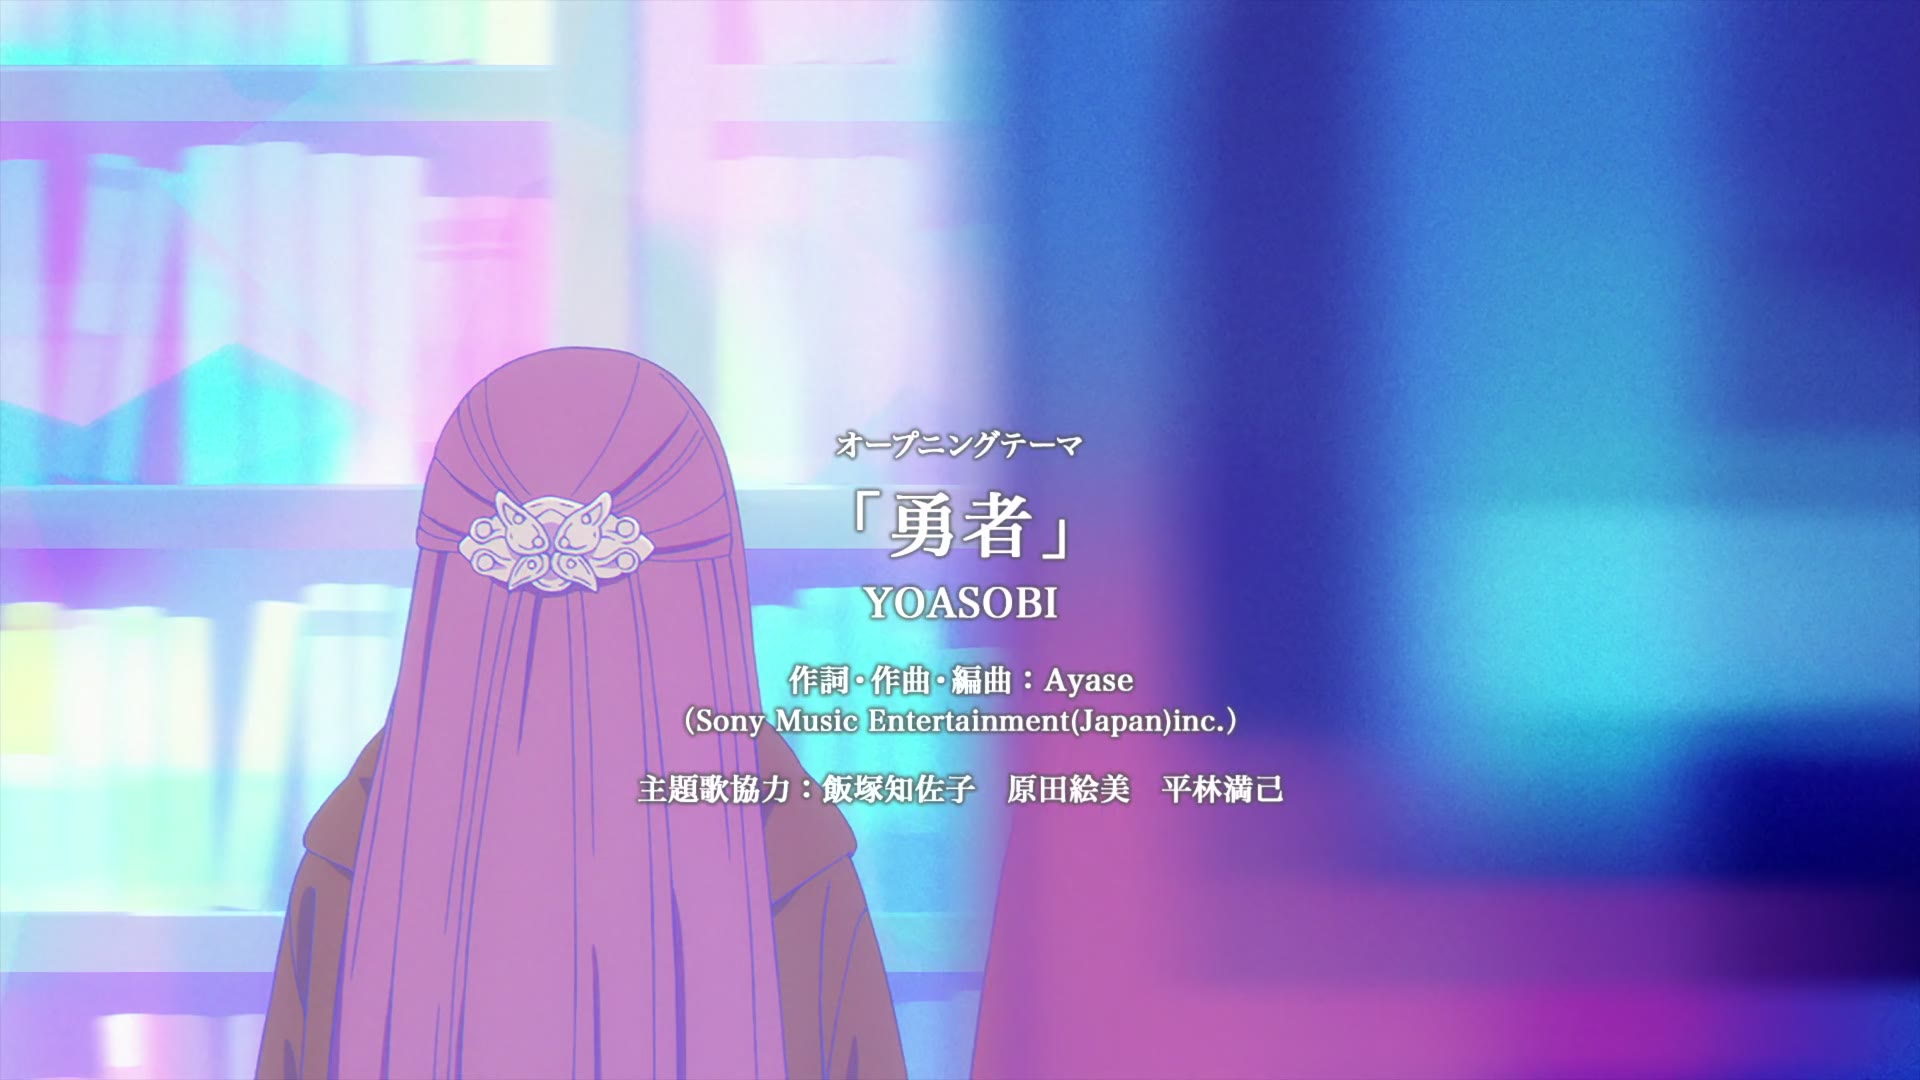 オープニングテーマ
「勇者」
YOASOBI
作詞・作曲・編曲：Ayase
（Sony Music Entertainment(Japan)inc.）
主題歌協力：飯塚知佐子　原田絵美　平林満己